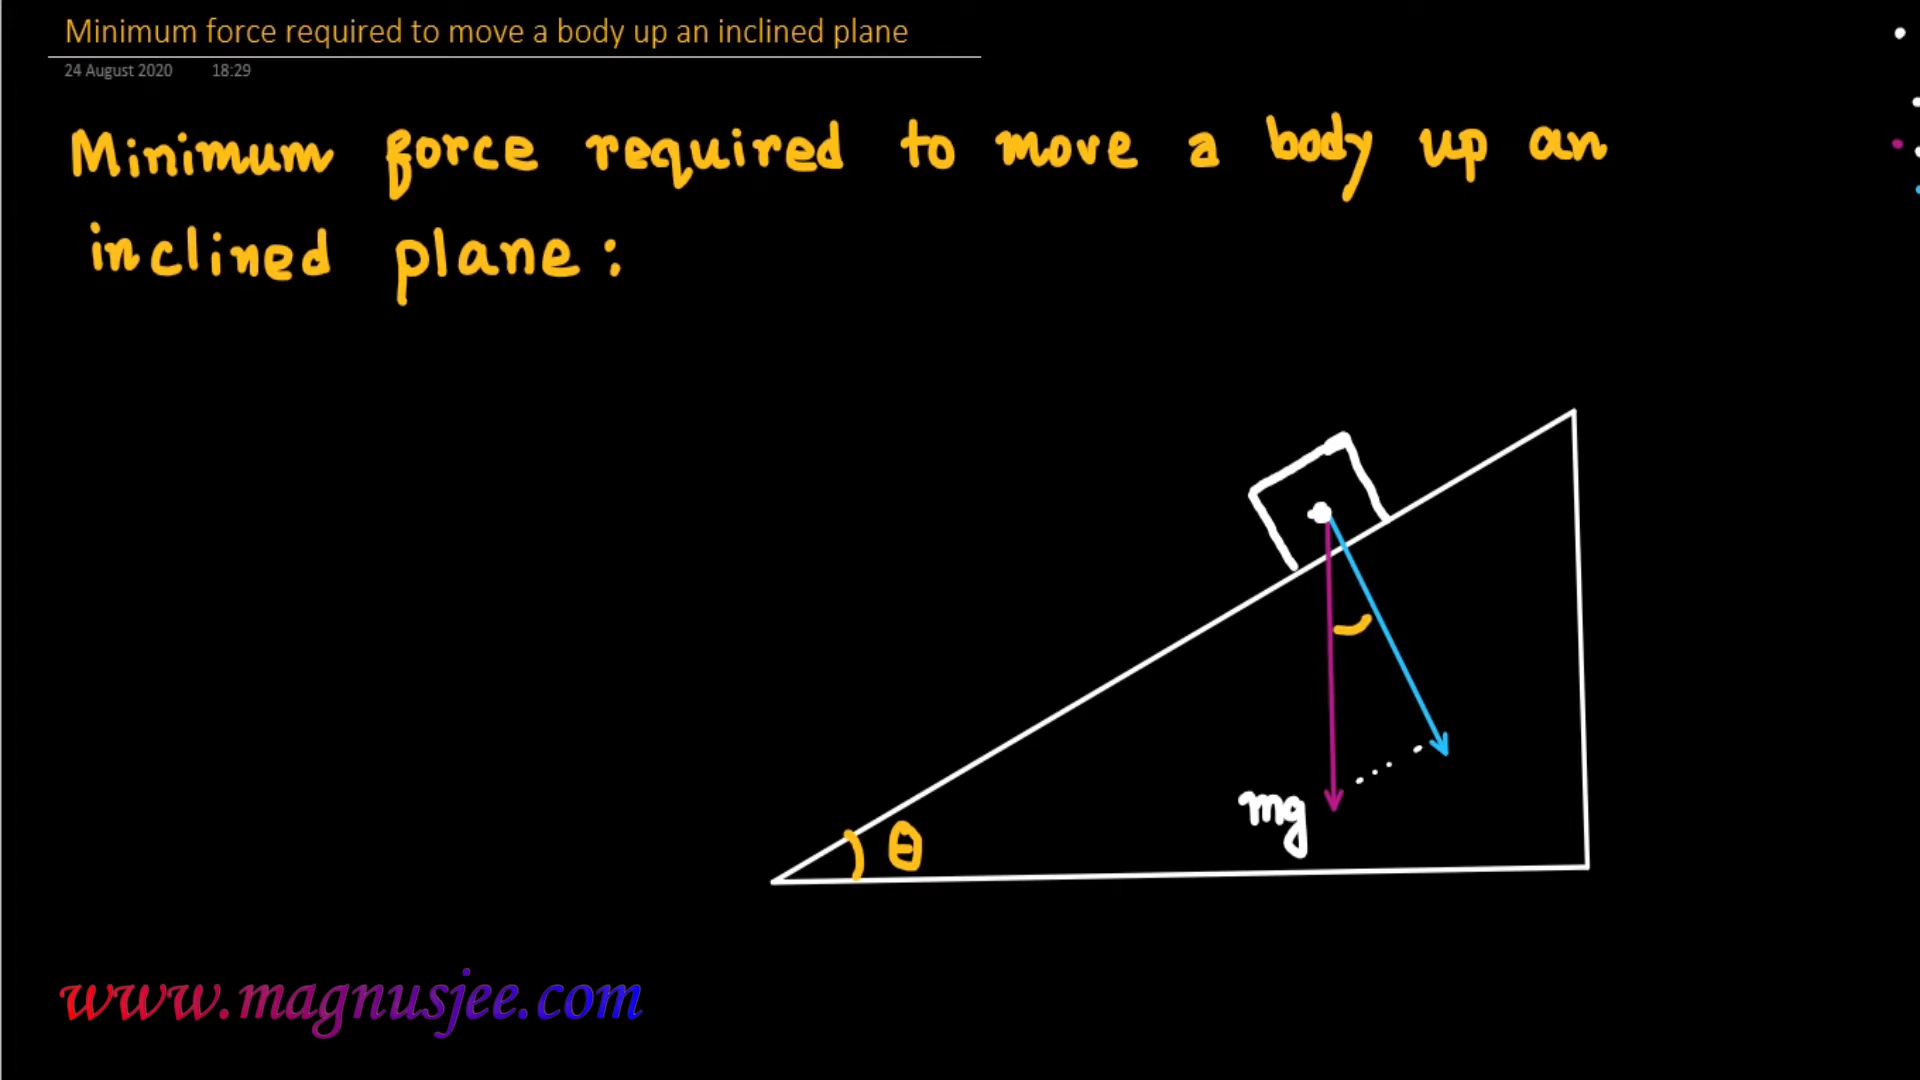 Minimum force required to move a body up an inclined plane
24 August 2020 18:29
Minimum force required to move a body up an
inclined plane :
mg
θ
www.magnusjee.com